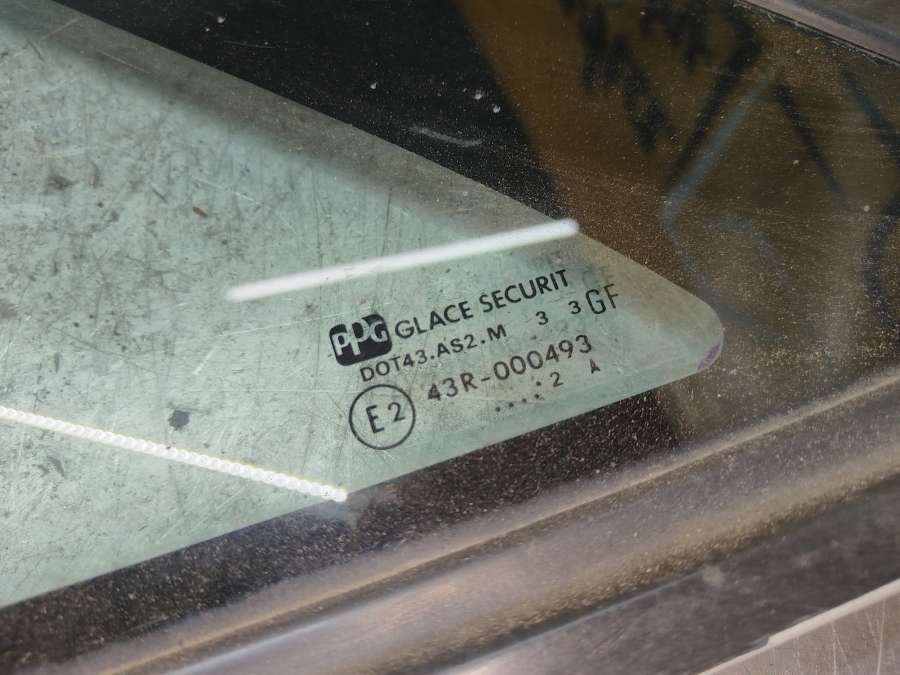 PPG GLACE SECURIT
DOT43.AS2.M 3 3 GF
E2 43R-000493
....2 A